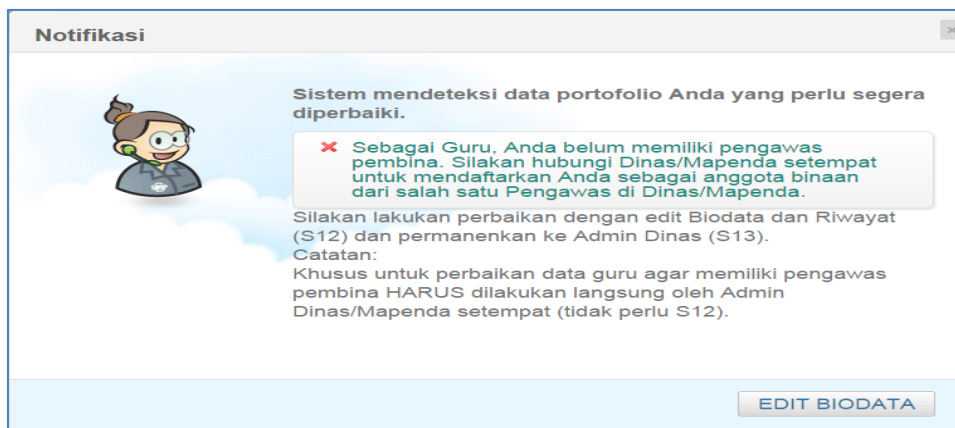 Notifikasi
Sistem mendeteksi data portofolio Anda yang perlu segera
diperbaiki.
Sebagai Guru, Anda belum memiliki pengawas
pembina. Silakan hubungi Dinas/Mapenda setempat
untuk mendaftarkan Anda sebagai anggota binaan
dari salah satu Pengawas di Dinas/Mapenda.
Silakan lakukan perbaikan dengan edit Biodata dan Riwayat
(S12) dan permanenkan ke Admin Dinas (S13).
Catatan:
Khusus untuk perbaikan data guru agar memiliki pengawas
pembina HARUS dilakukan langsung oleh Admin
Dinas/Mapenda setempat (tidak perlu S12).
EDIT BIODATA